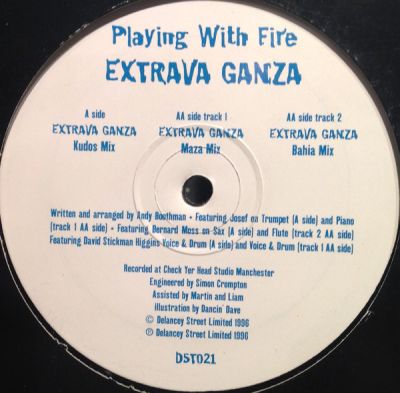 Playing With Fire
EXTRAVA GANZA
A side
EXTRAVA GANZA
Kudos Mix
AA side track 1
EXTRAVA GANZA
Maza Mix
AA side track 2
EXTRAVA GANZA
Bahia Mix
Written and arranged by Andy Boothman • Featuring Josef on Trumpet (A side) and Piano
(track 1 AA side) • Featuring Bernard Moss on Sax (A side) and Flute (track 2 AA side)
Featuring David Stickman Higgins Voice & Drum (A side) and Voice & Drum (track 1 AA side)
Recorded at Check Yer Head Studio Manchester
Engineered by Simon Crompton
Assisted by Martin and Liam
illustration by Dancin' Dave
© Delancey Street Limited 1996
℗ Delancey Street Limited 1996
DST021